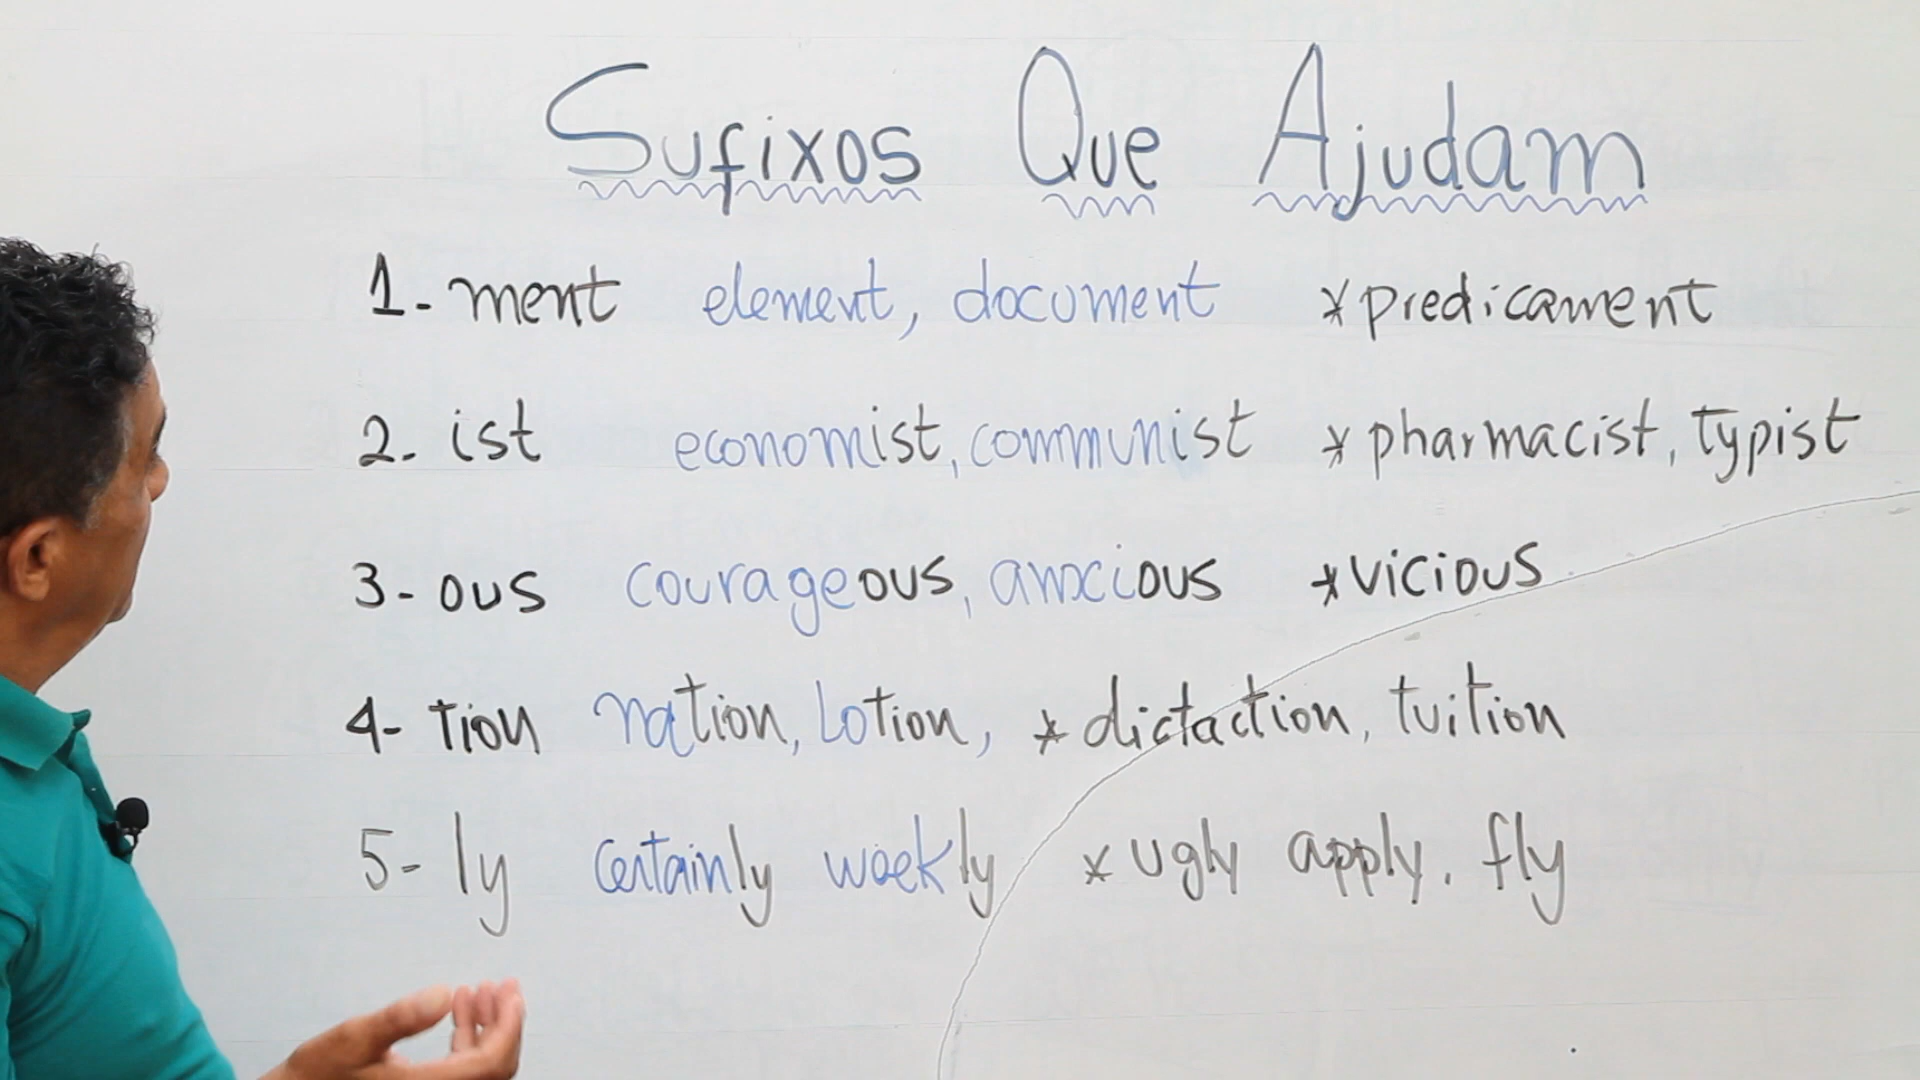 Sufixos Que Ajudam
1- ment element, document *predicament
2- ist economist, communist *pharmacist, typist
3- ous courageous, anxcious *vicious
4- tion nation, Lotion, *dictaction, tuition
5- ly certainly weekly *ugly apply. fly